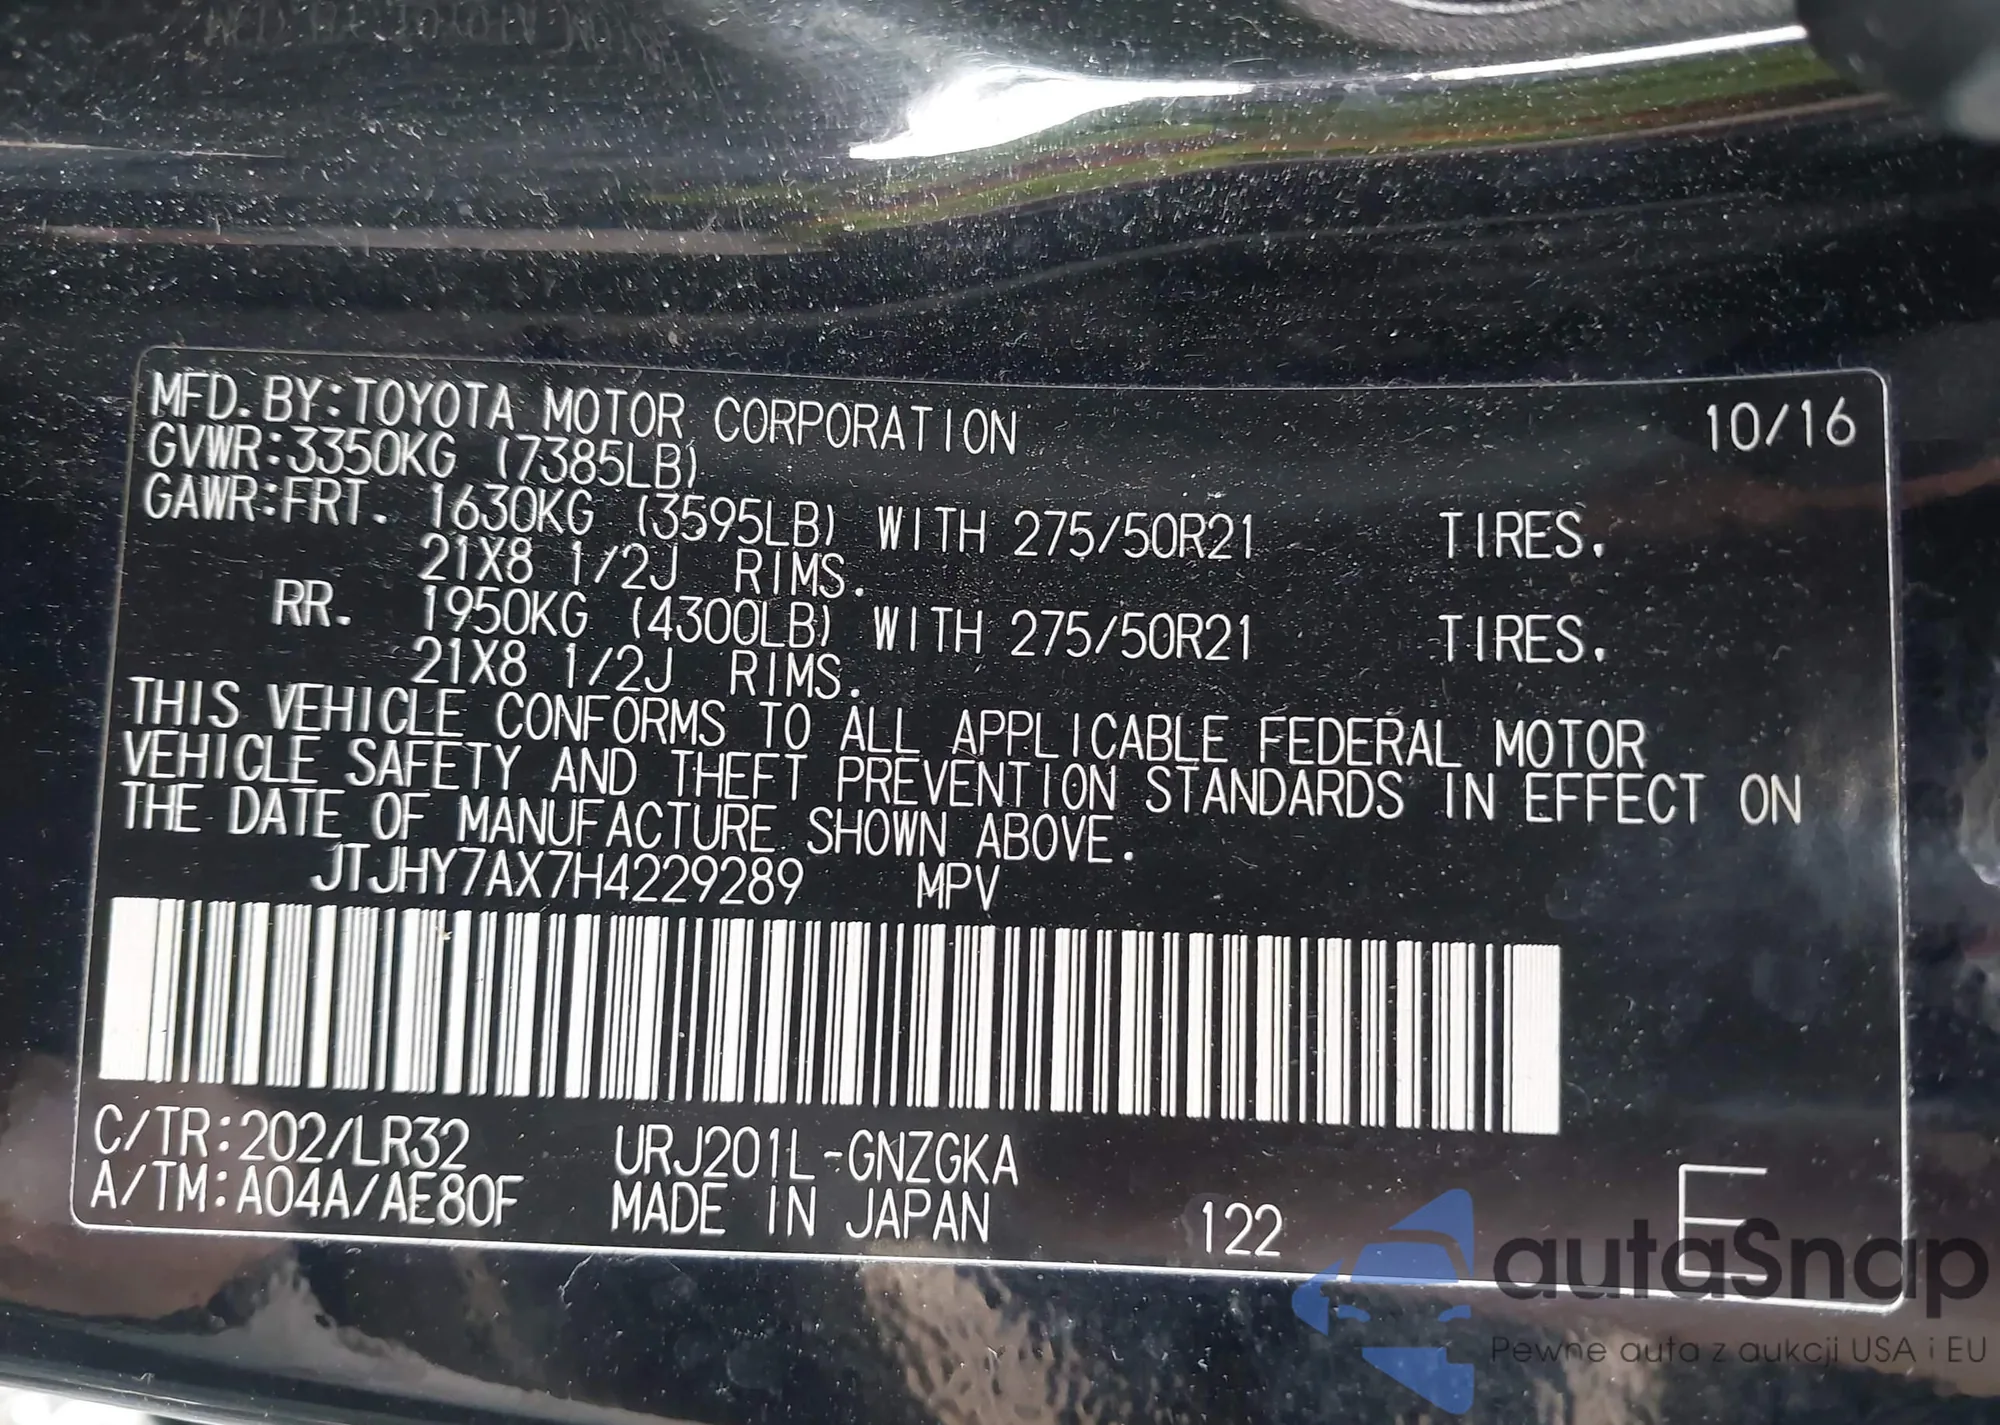 MFD.BY:TOYOTA MOTOR CORPORATION 10/16
GVWR:3350KG (7385LB)
GAWR:FRT. 1630KG (3595LB) WITH 275/50R21 TIRES.
21X8 1/2J RIMS.
RR. 1950KG (4300LB) WITH 275/50R21 TIRES.
21X8 1/2J RIMS.
THIS VEHICLE CONFORMS TO ALL APPLICABLE FEDERAL MOTOR
VEHICLE SAFETY AND THEFT PREVENTION STANDARDS IN EFFECT ON
THE DATE OF MANUFACTURE SHOWN ABOVE.
JTJHY7AX7H4229289 MPV
C/TR:202/LR32 URJ201L-GNZGKA
A/TM:A04A/AE80F MADE IN JAPAN 122 E
autaSnap
Pewne auta z aukcji USA i EU